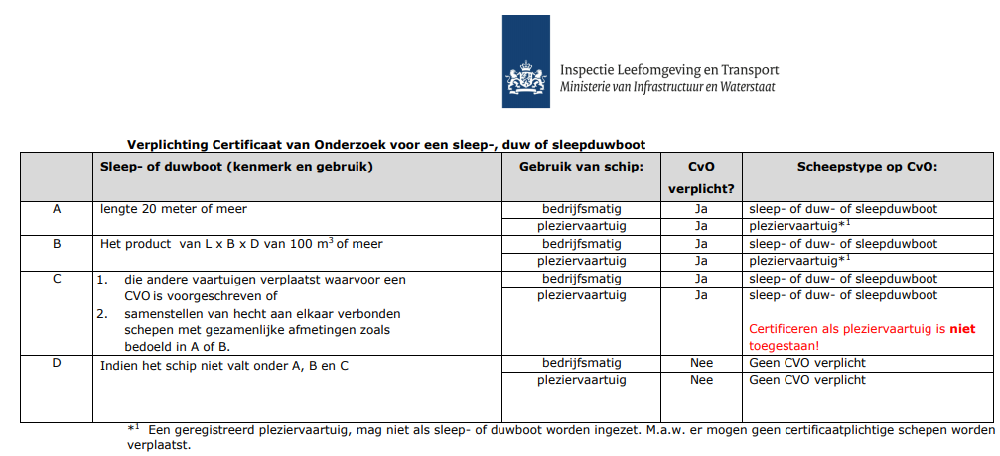 Inspectie Leefomgeving en Transport
Ministerie van Infrastructuur en Waterstaat
Verplichting Certificaat van Onderzoek voor een sleep-, duw of sleepduwboot
Sleep- of duwboot (kenmerk en gebruik) Gebruik van schip: CvO verplicht? Scheepstype op CvO:
A lengte 20 meter of meer bedrijfsmatig Ja sleep- of duw- of sleepduwboot
pleziervaartuig Ja pleziervaartuig*¹
B Het product van L x B x D van 100 m³ of meer bedrijfsmatig Ja sleep- of duw- of sleepduwboot
pleziervaartuig Ja pleziervaartuig*¹
C 1. die andere vaartuigen verplaatst waarvoor een bedrijfsmatig Ja sleep- of duw- of sleepduwboot
CVO is voorgeschreven of pleziervaartuig Ja sleep- of duw- of sleepduwboot
2. samenstellen van hecht aan elkaar verbonden
schepen met gezamenlijke afmetingen zoals Certificeren als pleziervaartuig is niet
bedoeld in A of B. toegestaan!
D Indien het schip niet valt onder A, B en C bedrijfsmatig Nee Geen CVO verplicht
pleziervaartuig Nee Geen CVO verplicht
*¹ Een geregistreerd pleziervaartuig, mag niet als sleep- of duwboot worden ingezet. M.a.w. er mogen geen certificaatplichtige schepen worden
verplaatst.